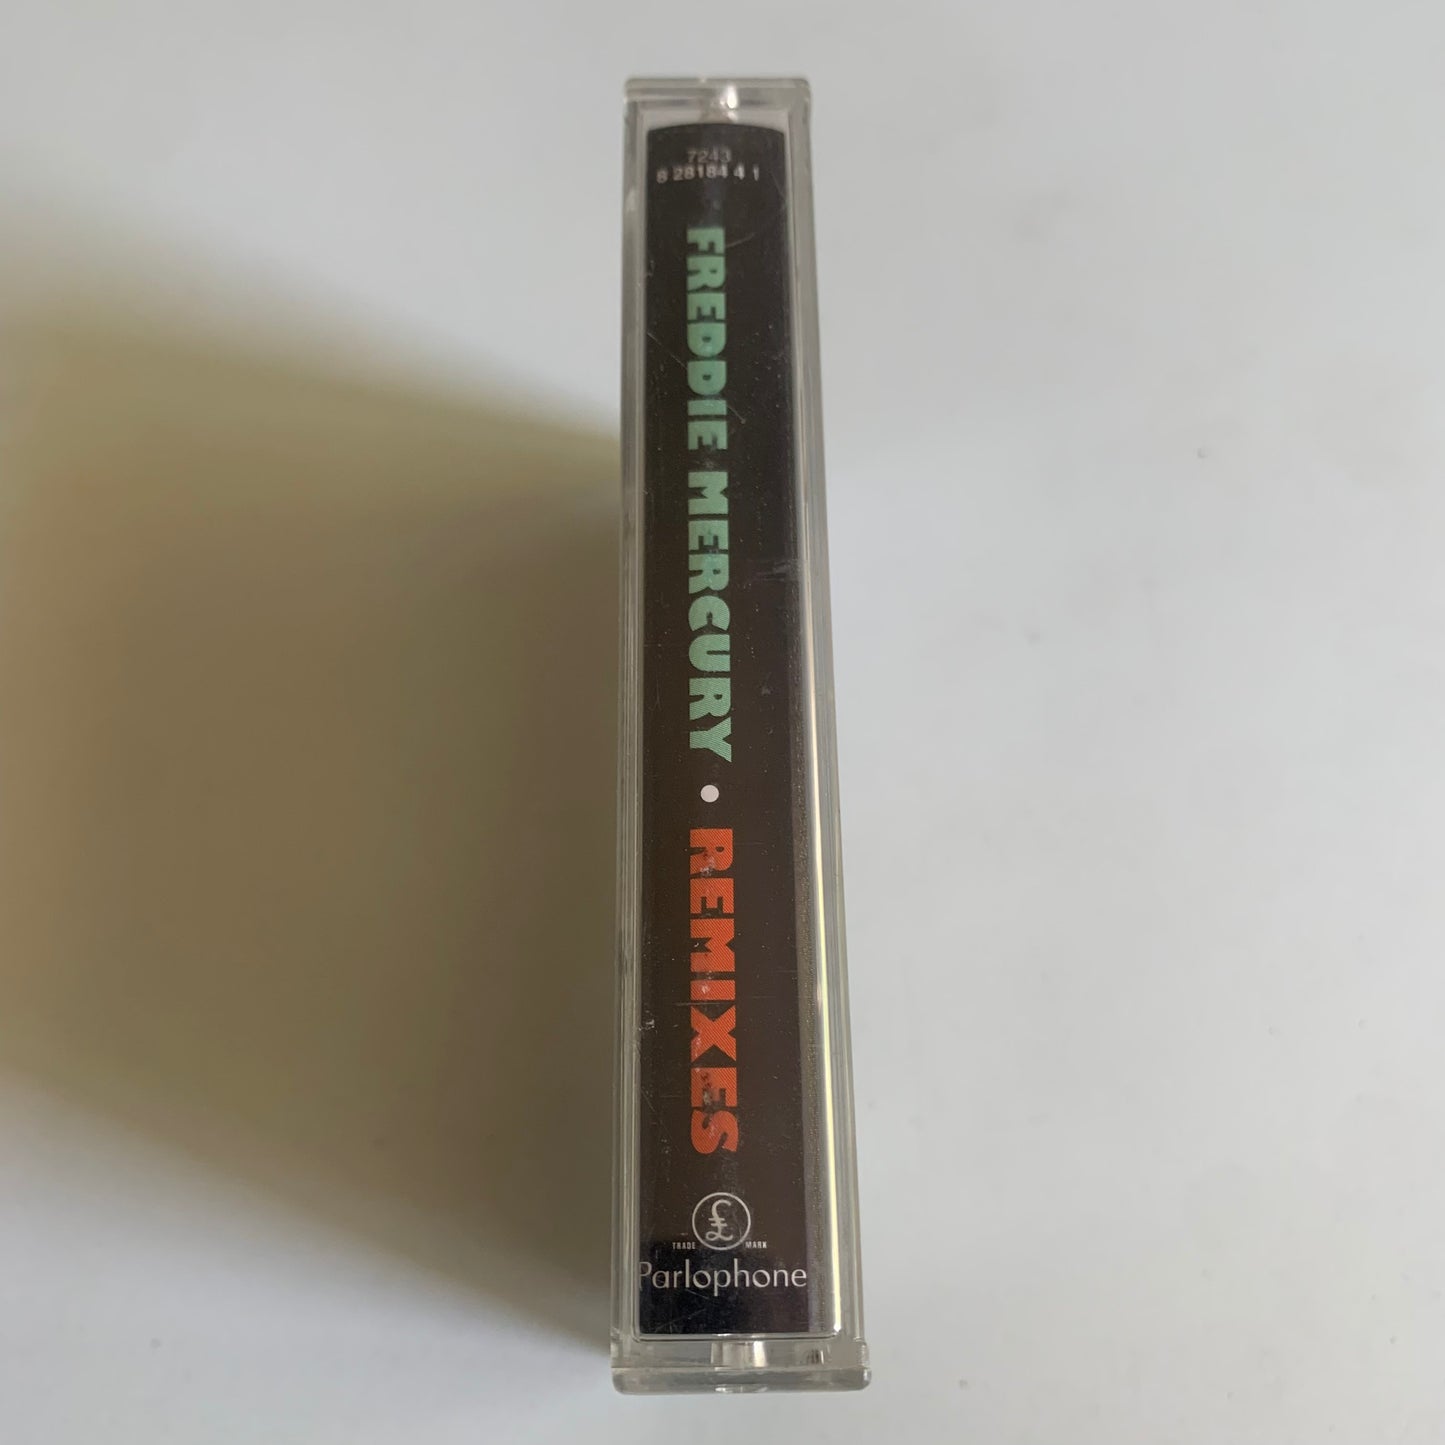 7243
8 28184 4 1
FREDDIE MERCURY • REMIXES
£
TRADE MARK
Parlophone